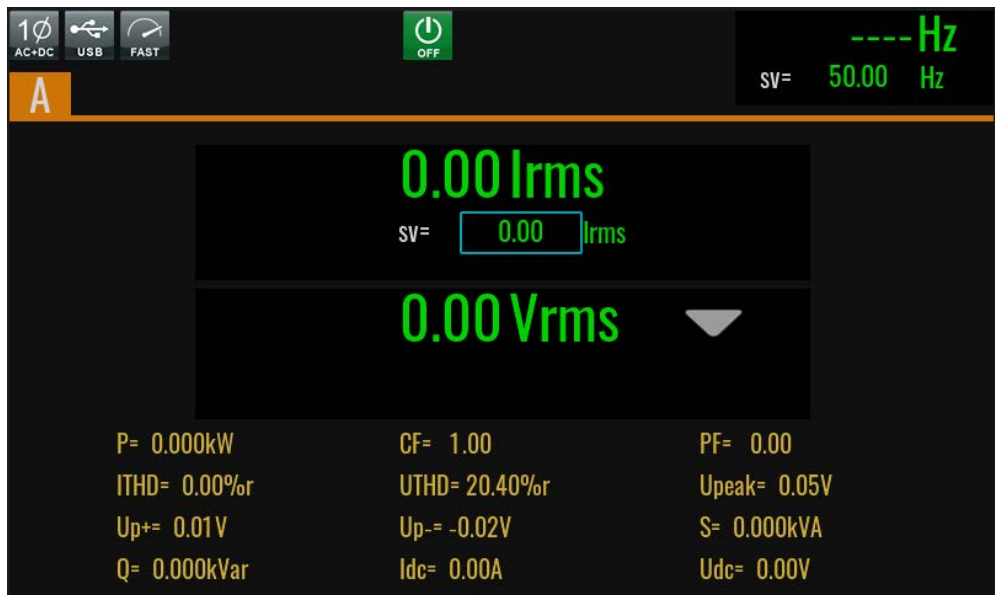 1Ø AC+DC USB FAST OFF
----Hz
SV= 50.00 Hz
A
0.00 Irms
SV= 0.00 Irms
0.00 Vrms
P= 0.000kW CF= 1.00 PF= 0.00
ITHD= 0.00%r UTHD= 20.40%r Upeak= 0.05V
Up+= 0.01V Up-= -0.02V S= 0.000kVA
Q= 0.000kVar Idc= 0.00A Udc= 0.00V